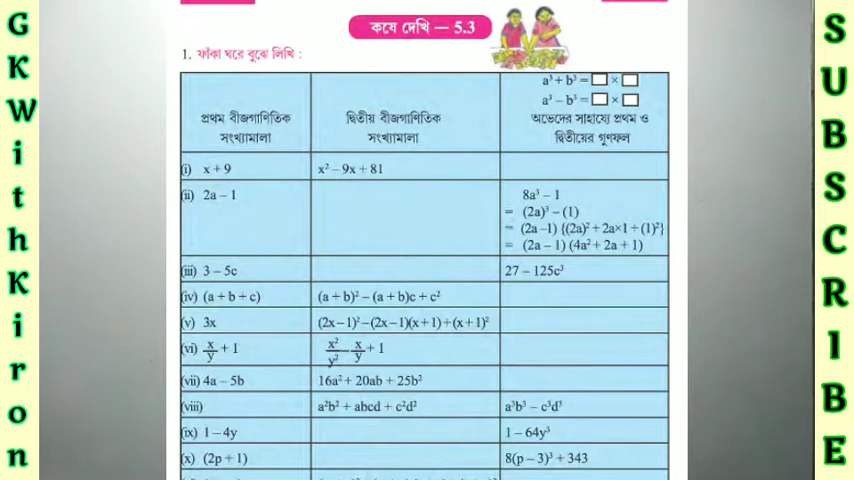 GKWithKiron
SUBSCRIBE
কষে দেখি — 5.3
1. ফাঁকা ঘরে বুঝে লিখি :
প্রথম বীজগাণিতিক সংখ্যামালা
দ্বিতীয় বীজগাণিতিক সংখ্যামালা
a³ + b³ = □ × □
a³ – b³ = □ × □
অভেদের সাহায্যে প্রথম ও
দ্বিতীয়ের গুণফল
(i) x + 9 x² – 9x + 81
(ii) 2a – 1 8a³ – 1
= (2a)³ – (1)
= (2a –1) {(2a)² + 2a×1 + (1)²}
= (2a – 1) (4a² + 2a + 1)
(iii) 3 – 5c 27 – 125c³
(iv) (a + b + c) (a + b)² – (a + b)c + c²
(v) 3x (2x – 1)² – (2x – 1)(x + 1) + (x + 1)²
(vi) x/y + 1 x²/y² – x/y + 1
(vii) 4a – 5b 16a² + 20ab + 25b²
(viii) a²b² + abcd + c²d² a³b³ – c³d³
(ix) 1 – 4y 1 – 64y³
(x) (2p + 1) 8(p – 3)³ + 343